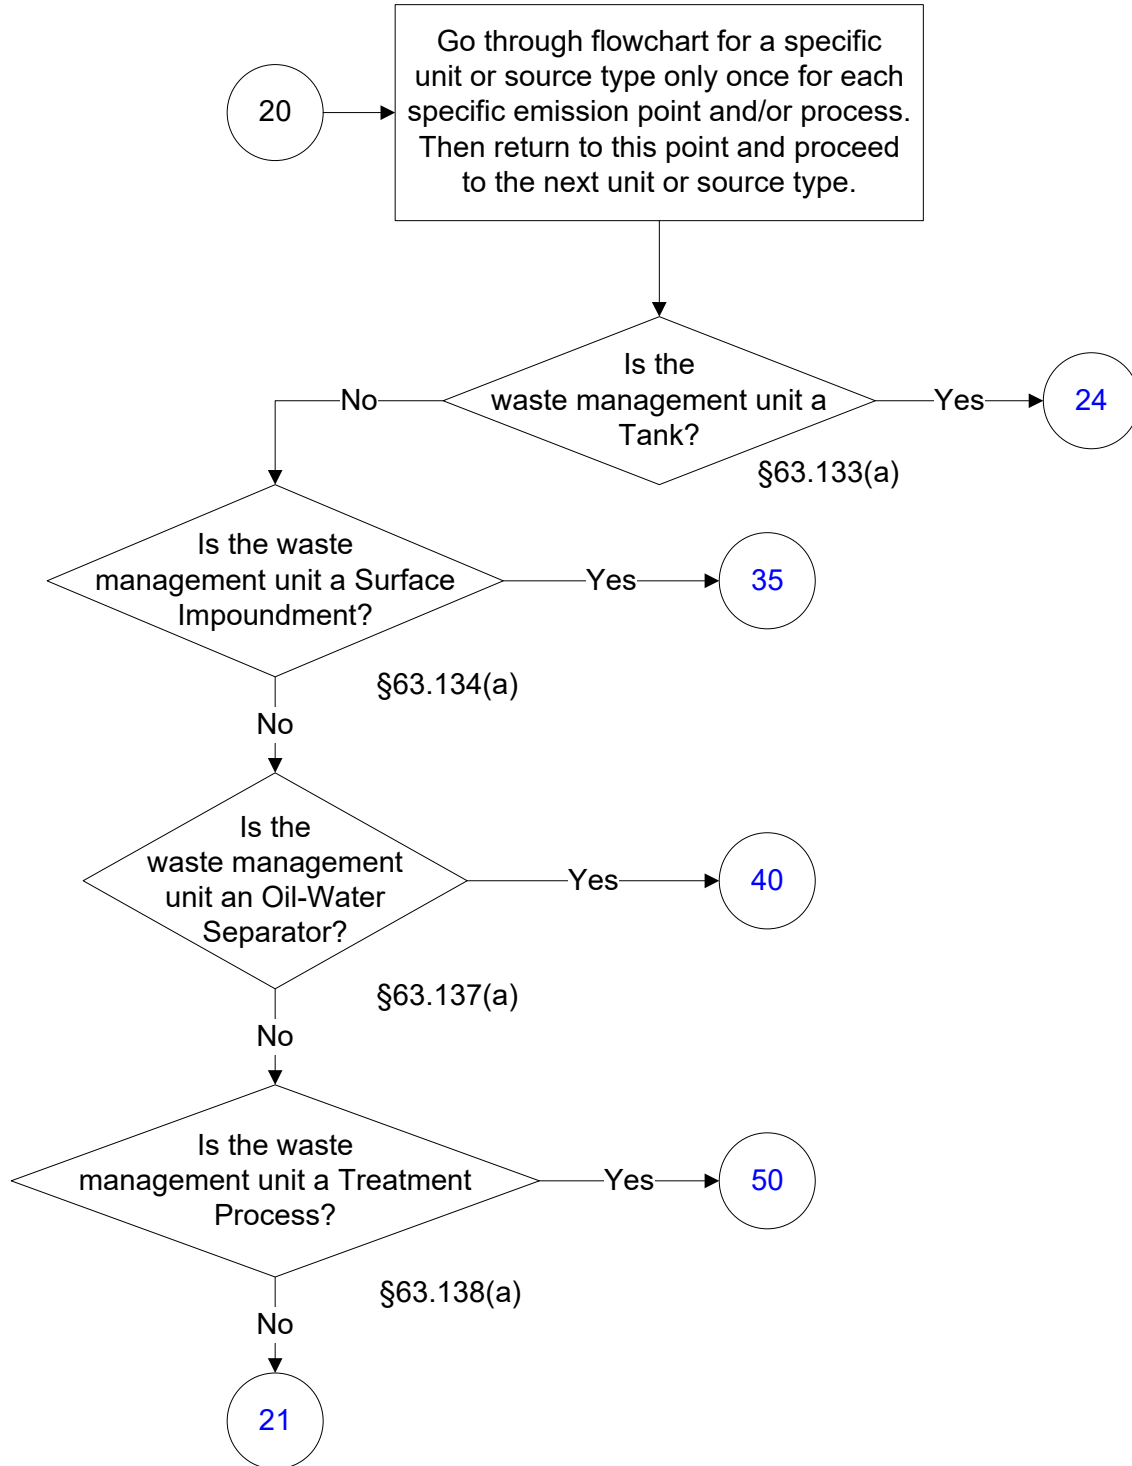 20
Go through flowchart for a specific
unit or source type only once for each
specific emission point and/or process.
Then return to this point and proceed
to the next unit or source type.
Is the
waste management unit a
Tank?
No
Yes
24
§63.133(a)
Is the waste
management unit a Surface
Impoundment?
Yes
35
§63.134(a)
No
Is the
waste management
unit an Oil-Water
Separator?
Yes
40
§63.137(a)
No
Is the waste
management unit a Treatment
Process?
Yes
50
§63.138(a)
No
21